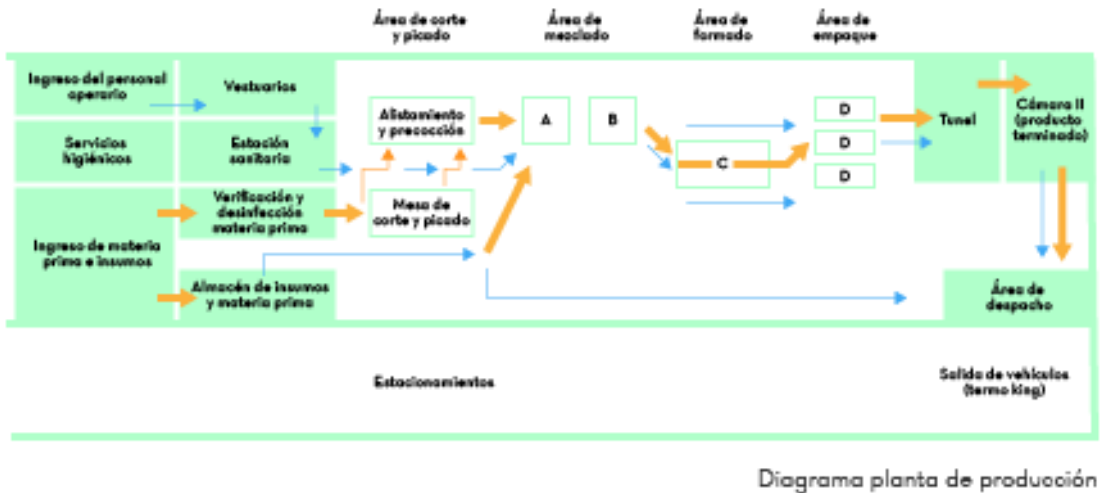 Área de corte
y picado
Área de
mezclado
Área de
formado
Área de
empaque
Ingreso del personal
operario
Vestuarios
Servicios
higiénicos
Estación
sanitaria
Ingreso de materia
prima e insumos
Verificación y
desinfección
materia prima
Almacén de insumos
y materia prima
Alistamiento
y precocción
Mesa de
corte y picado
A
B
C
D
D
D
Tunel
Cámara II
(producto
terminado)
Área de
despacho
Estacionamientos
Salida de vehículos
(termo king)
Diagrama planta de producción